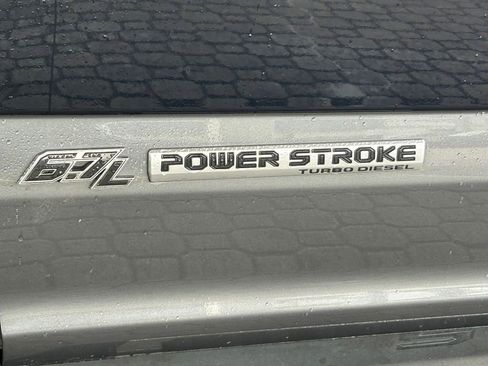 6.7L POWER STROKE
TURBO DIESEL